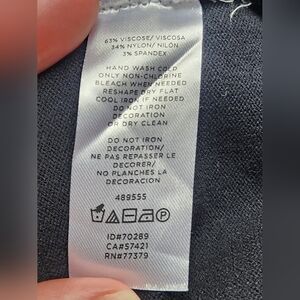 63% VISCOSE/ VISCOSA
34% NYLON/ NILÓN
3% SPANDEX
HAND WASH COLD
ONLY NON-CHLORINE
BLEACH WHEN NEEDED
RESHAPE DRY FLAT
COOL IRON IF NEEDED
DO NOT IRON
DECORATION
OR DRY CLEAN
DO NOT IRON
DECORATION/
NE PAS REPASSER LE
DECORER/
NO PLANCHES LA
DECORACION
489555
ID#70289
CA#57421
RN#77379